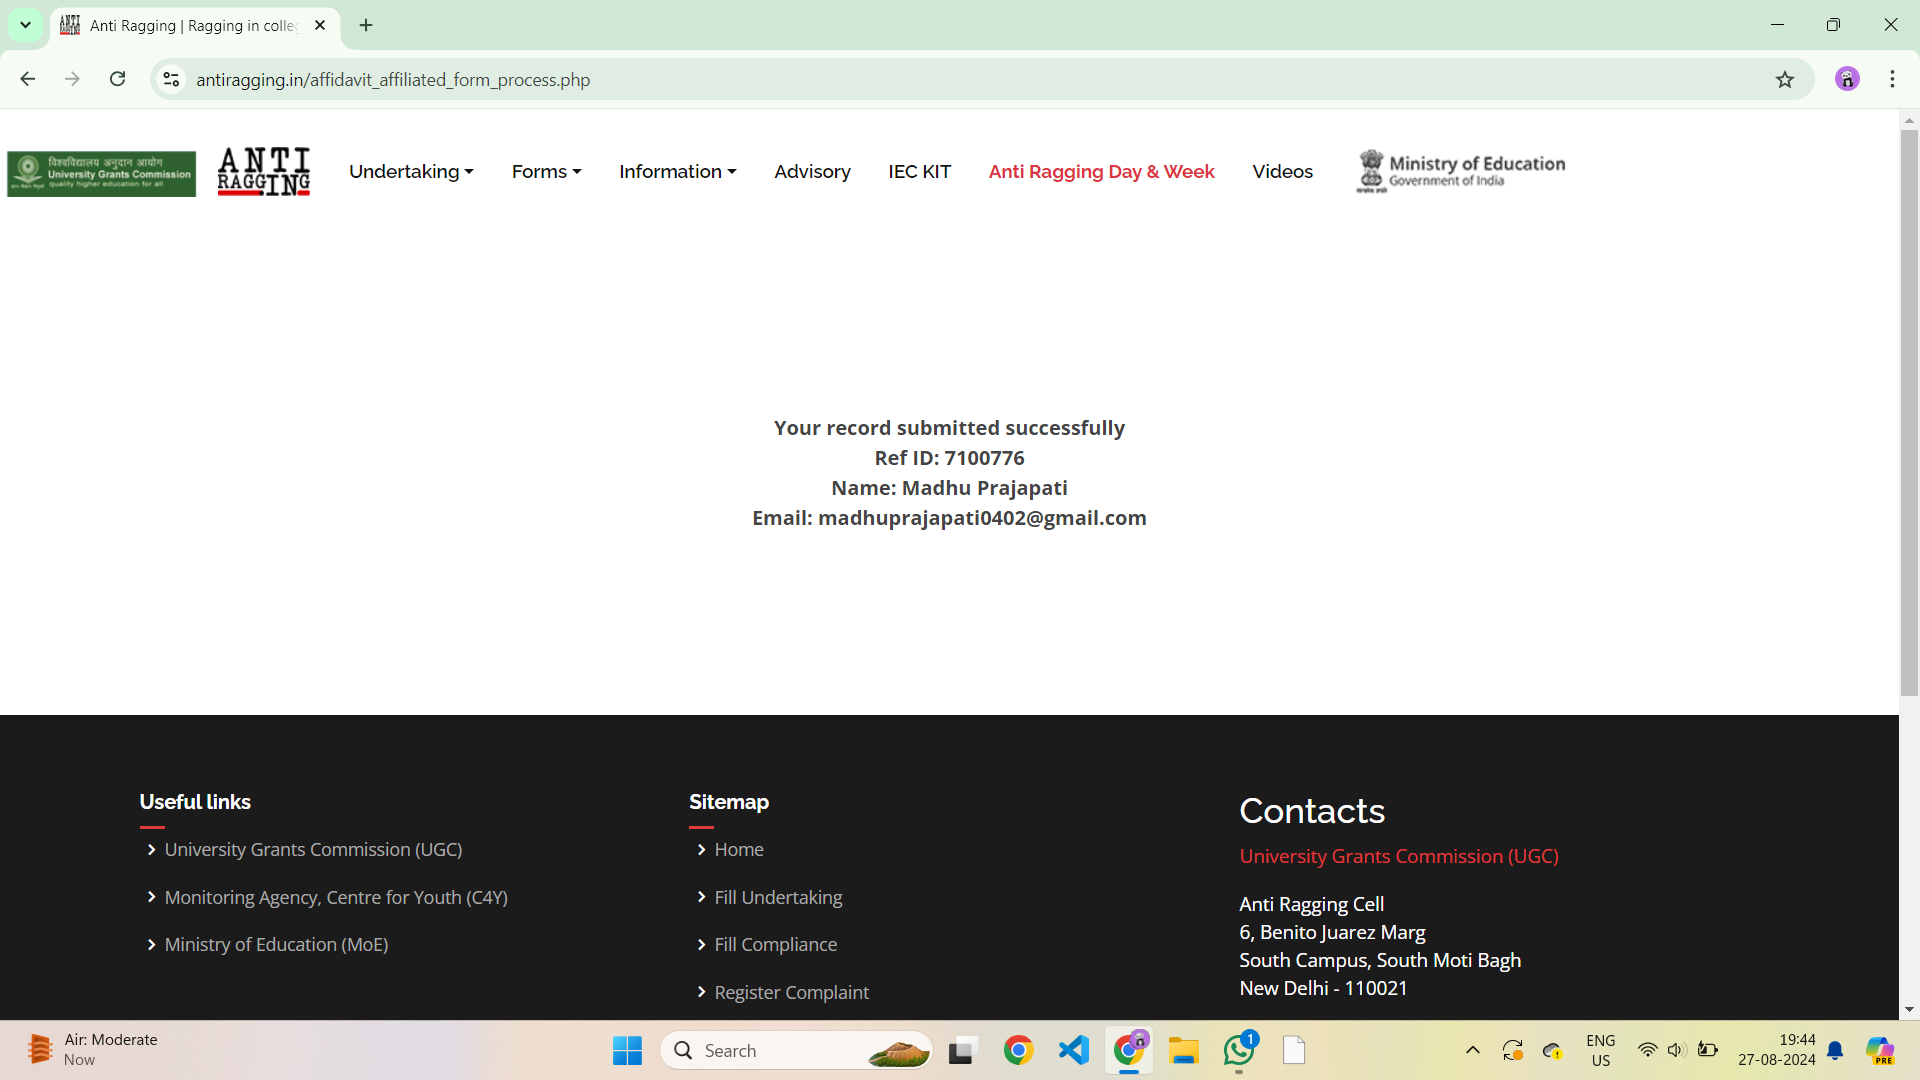 Anti Ragging | Ragging in colle
antiragging.in/affidavit_affiliated_form_process.php
विश्वविद्यालय अनुदान आयोग
University Grants Commission
quality higher education for all
ANTI
RAGGING
Undertaking
Forms
Information
Advisory
IEC KIT
Anti Ragging Day & Week
Videos
Ministry of Education
Government of India
Your record submitted successfully
Ref ID: 7100776
Name: Madhu Prajapati
Email: madhuprajapati0402@gmail.com
Useful links
University Grants Commission (UGC)
Monitoring Agency, Centre for Youth (C4Y)
Ministry of Education (MoE)
Sitemap
Home
Fill Undertaking
Fill Compliance
Register Complaint
Contacts
University Grants Commission (UGC)
Anti Ragging Cell
6, Benito Juarez Marg
South Campus, South Moti Bagh
New Delhi - 110021
Air: Moderate
Now
Search
1
ENG
US
19:44
27-08-2024
PRE